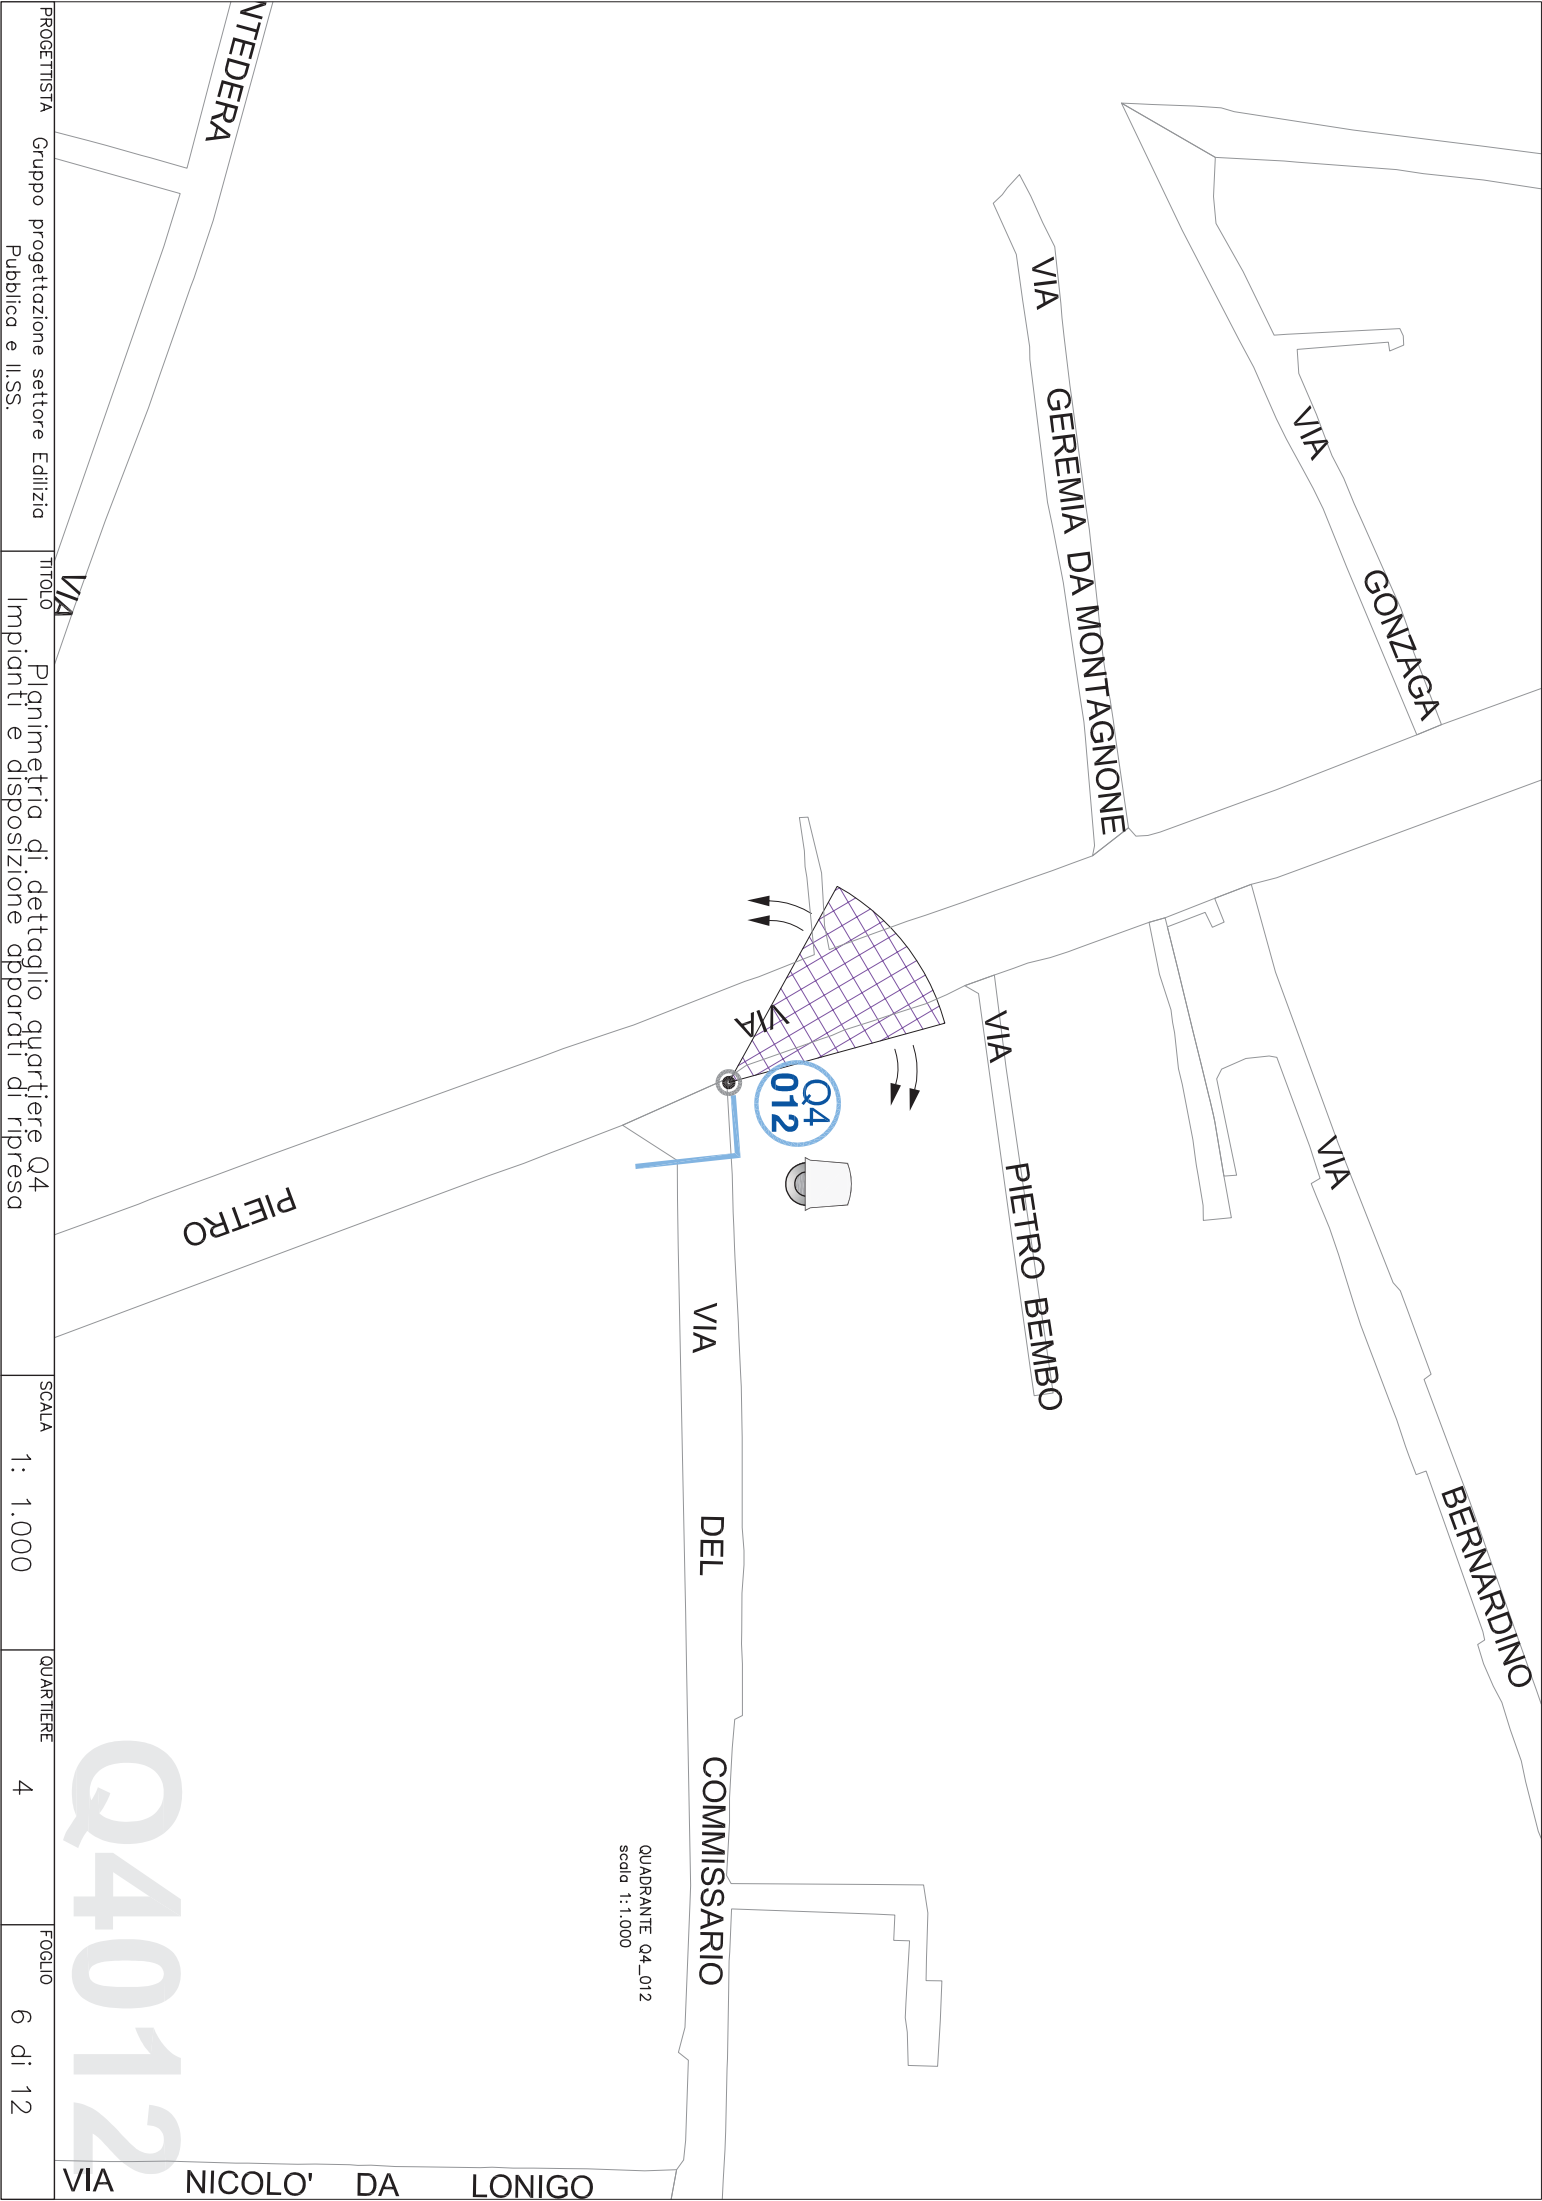 NTEDERA
VIA
VIA GEREMIA DA MONTAGNONE
VIA GONZAGA
VIA PIETRO
Q4
012
VIA PIETRO BEMBO
VIA BERNARDINO
VIA DEL COMMISSARIO
QUADRANTE Q4_012
scala 1:1.000
VIA NICOLO' DA LONIGO
Q4012
PROGETTISTA
Gruppo progettazione settore Edilizia
Pubblica e II.SS.
TITOLO
Planimetria di dettaglio quartiere Q4
Impianti e disposizione apparati di ripresa
SCALA
1: 1.000
QUARTIERE
4
FOGLIO
6 di 12